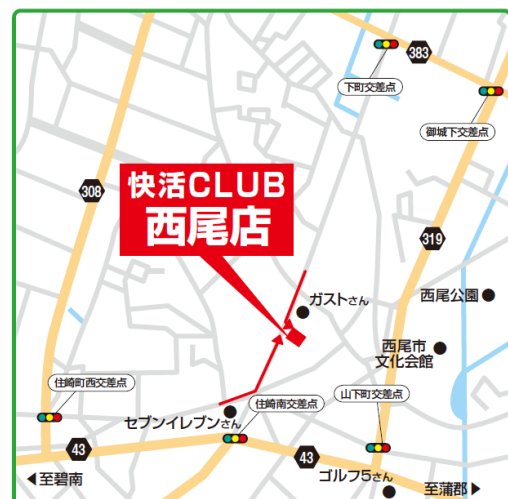 383
下町交差点
御城下交差点
308
快活CLUB
西尾店
319
ガストさん
西尾公園
西尾市
文化会館
住崎町西交差点
セブンイレブンさん
住崎南交差点
山下町交差点
43
43
◀至碧南
ゴルフ5さん
至蒲郡▶